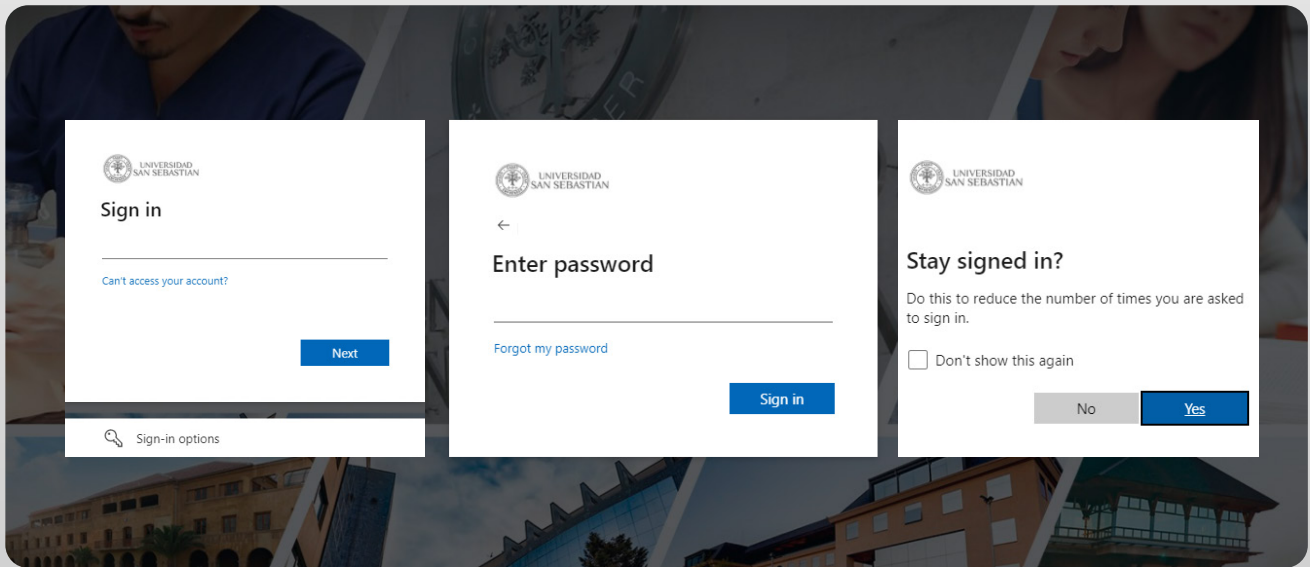 UNIVERSIDAD
SAN SEBASTIAN
Sign in
Can't access your account?
Next
Sign-in options
UNIVERSIDAD
SAN SEBASTIAN
Enter password
Forgot my password
Sign in
UNIVERSIDAD
SAN SEBASTIAN
Stay signed in?
Do this to reduce the number of times you are asked
to sign in.
Don't show this again
No
Yes